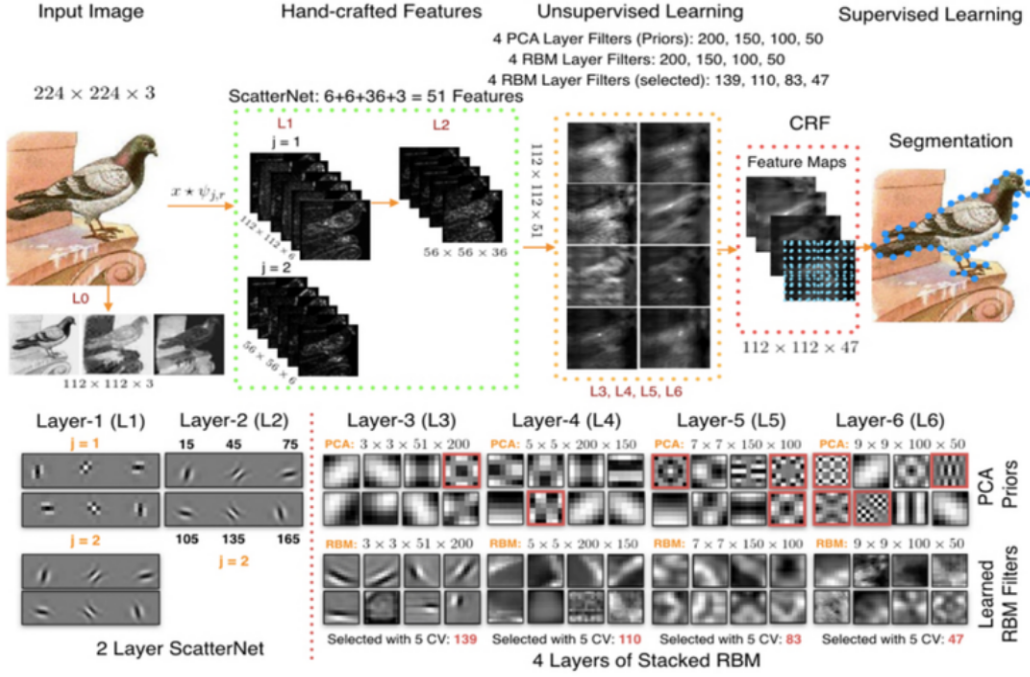 Input Image
Hand-crafted Features
Unsupervised Learning
Supervised Learning
4 PCA Layer Filters (Priors): 200, 150, 100, 50
4 RBM Layer Filters: 200, 150, 100, 50
4 RBM Layer Filters (selected): 139, 110, 83, 47
224 × 224 × 3
ScatterNet: 6+6+36+3 = 51 Features
L1
L2
j = 1
x ⋆ ψj,r
112 × 112 × 6
56 × 56 × 36
j = 2
56 × 56 × 6
L0
112 × 112 × 3
112 × 112 × 51
L3, L4, L5, L6
CRF
Feature Maps
112 × 112 × 47
Segmentation
Layer-1 (L1)
Layer-2 (L2)
Layer-3 (L3)
Layer-4 (L4)
Layer-5 (L5)
Layer-6 (L6)
j = 1
15 45 75
PCA: 3 × 3 × 51 × 200
PCA: 5 × 5 × 200 × 150
PCA: 7 × 7 × 150 × 100
PCA: 9 × 9 × 100 × 50
PCA
Priors
j = 2
105 135 165
j = 2
RBM: 3 × 3 × 51 × 200
RBM: 5 × 5 × 200 × 150
RBM: 7 × 7 × 150 × 100
RBM: 9 × 9 × 100 × 50
Learned
RBM Filters
Selected with 5 CV: 139
Selected with 5 CV: 110
Selected with 5 CV: 83
Selected with 5 CV: 47
2 Layer ScatterNet
4 Layers of Stacked RBM